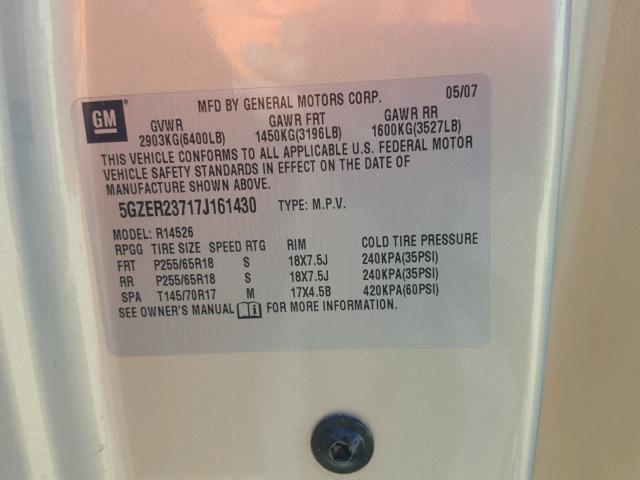 GM
MFD BY GENERAL MOTORS CORP. 05/07
GVWR GAWR FRT GAWR RR
2903KG(6400LB) 1450KG(3196LB) 1600KG(3527LB)
THIS VEHICLE CONFORMS TO ALL APPLICABLE U.S. FEDERAL MOTOR
VEHICLE SAFETY STANDARDS IN EFFECT ON THE DATE OF
MANUFACTURE SHOWN ABOVE.
5GZER23717J161430 TYPE: M.P.V.
MODEL: R14526
RPGG TIRE SIZE SPEED RTG RIM COLD TIRE PRESSURE
FRT P255/65R18 S 18X7.5J 240KPA(35PSI)
RR P255/65R18 S 18X7.5J 240KPA(35PSI)
SPA T145/70R17 M 17X4.5B 420KPA(60PSI)
SEE OWNER'S MANUAL FOR MORE INFORMATION.